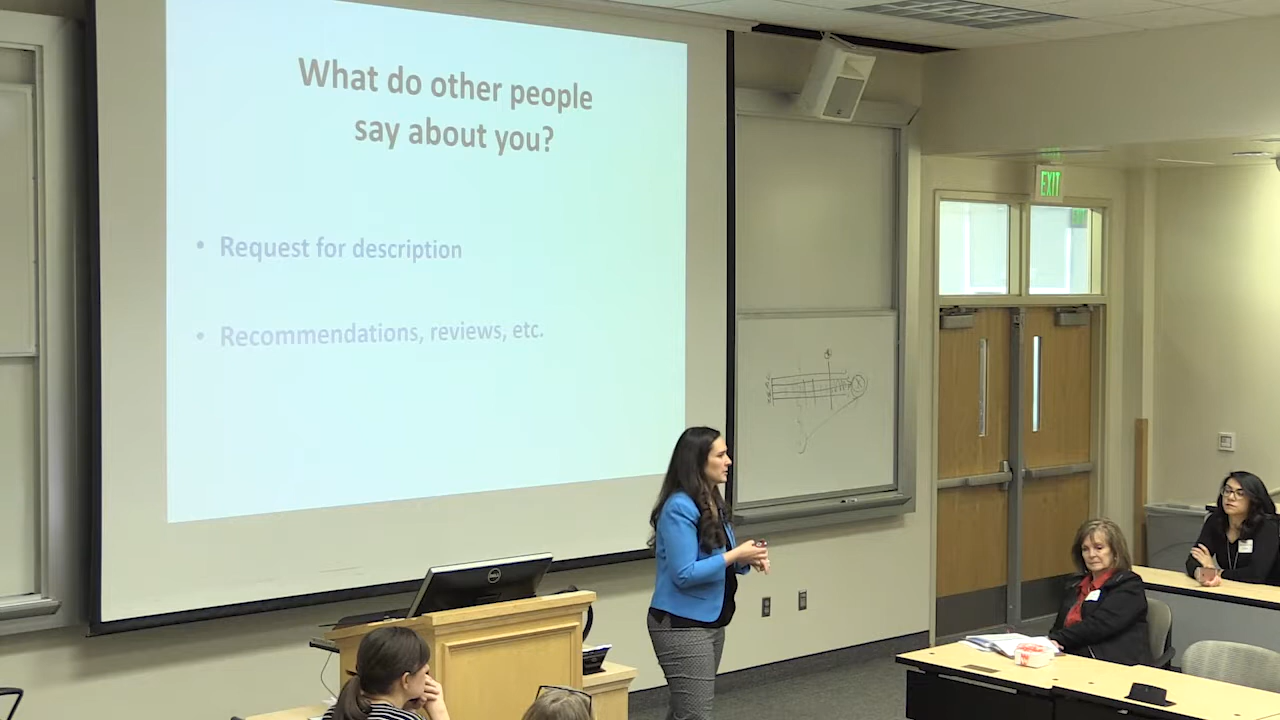 What do other people
say about you?
• Request for description
• Recommendations, reviews, etc.
EXIT
DELL